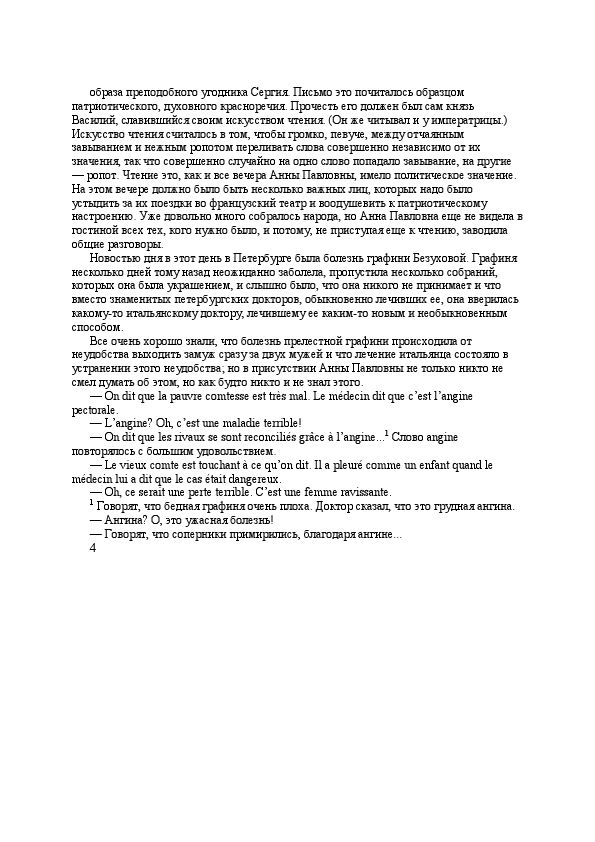 образа преподобного угодника Сергия. Письмо это почиталось образцом
патриотического, духовного красноречия. Прочесть его должен был сам князь
Василий, славившийся своим искусством чтения. (Он же читывал и у императрицы.)
Искусство чтения считалось в том, чтобы громко, певуче, между отчаянным
завыванием и нежным ропотом переливать слова совершенно независимо от их
значения, так что совершенно случайно на одно слово попадало завывание, на другие
— ропот. Чтение это, как и все вечера Анны Павловны, имело политическое значение.
На этом вечере должно было быть несколько важных лиц, которых надо было
устыдить за их поездки во французский театр и воодушевить к патриотическому
настроению. Уже довольно много собралось народа, но Анна Павловна еще не видела в
гостиной всех тех, кого нужно было, и потому, не приступая еще к чтению, заводила
общие разговоры.
Новостью дня в этот день в Петербурге была болезнь графини Безуховой. Графиня
несколько дней тому назад неожиданно заболела, пропустила несколько собраний,
которых она была украшением, и слышно было, что она никого не принимает и что
вместо знаменитых петербургских докторов, обыкновенно лечивших ее, она вверилась
какому-то итальянскому доктору, лечившему ее каким-то новым и необыкновенным
способом.
Все очень хорошо знали, что болезнь прелестной графини происходила от
неудобства выходить замуж сразу за двух мужей и что лечение итальянца состояло в
устранении этого неудобства; но в присутствии Анны Павловны не только никто не
смел думать об этом, но как будто никто и не знал этого.
— On dit que la pauvre comtesse est très mal. Le médecin dit que c’est l’angine
pectorale.
— L’angine? Oh, c’est une maladie terrible!
— On dit que les rivaux se sont reconciliés grâce à l’angine...¹ Слово angine
повторялось с большим удовольствием.
— Le vieux comte est touchant à ce qu’on dit. Il a pleuré comme un enfant quand le
médecin lui a dit que le cas était dangereux.
— Oh, ce serait une perte terrible. C’est une femme ravissante.
¹ Говорят, что бедная графиня очень плоха. Доктор сказал, что это грудная ангина.
— Ангина? О, это ужасная болезнь!
— Говорят, что соперники примирились, благодаря ангине...
4